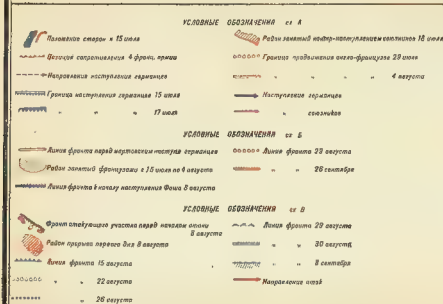 УСЛОВНЫЕ ОБОЗНАЧЕНИЯ сх А
Положение сторон к 15 июля
Позиция сопротивления 4 франц. армии
Направления наступления германцев
Граница наступления германцев 15 июля
" " " 17 июля
Район занятый контр-наступлением союзников 18 июля
Граница продвижения англо-французов 29 июля
" " " 4 августа
Наступление германцев
" союзников
УСЛОВНЫЕ ОБОЗНАЧЕНИЯ сх Б
Линия фронта перед мартовским наступл германцев
Район занятый французами с 15 июля по 4 августа
Линия фронта к началу наступления Фоша 8 августа
Линия фронта 23 августа
" " 26 сентября
УСЛОВНЫЕ ОБОЗНАЧЕНИЯ сх В
Фронт атакующего участка перед началом атаки
8 августа
Район прорыва первого дня 8 августа
Линия фронта 15 августа
" " 22 августа
" " 26 августа
Линия фронта 29 августа
" " 30 августа
" " 8 сентября
Направление атак